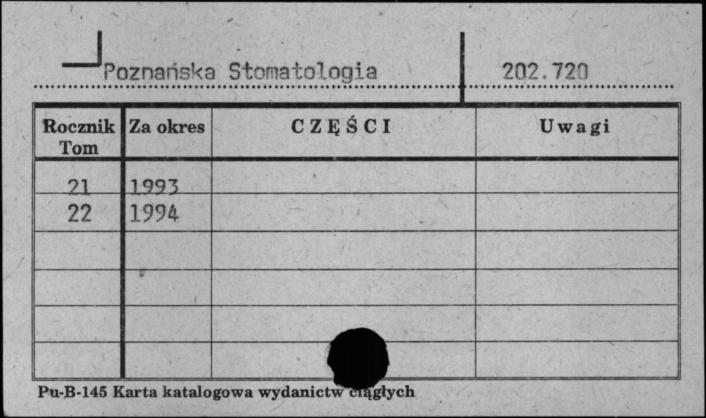 Poznańska Stomatologia 202.720
Rocznik Tom Za okres CZĘŚCI Uwagi
21 1993
22 1994
Pu-B-145 Karta katalogowa wydanictw ciągłych